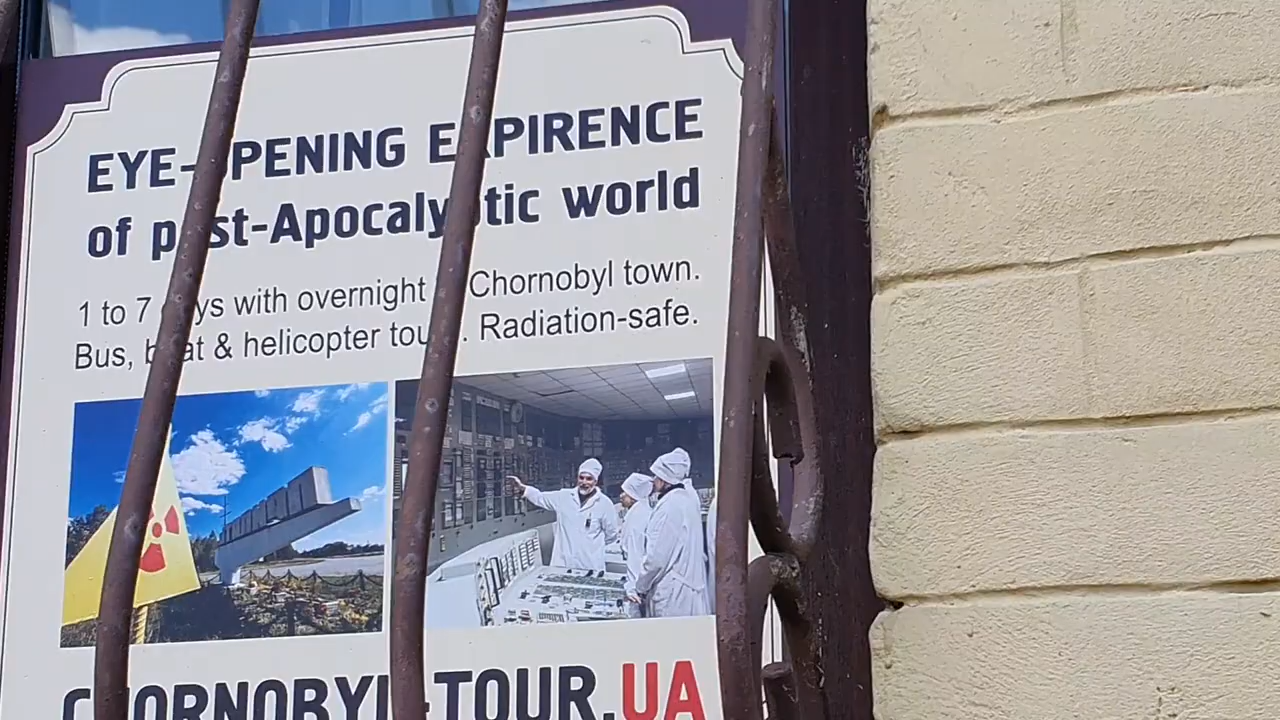 EYE-OPENING EXPIRENCE
of post-Apocalyptic world
1 to 7 days with overnight in Chornobyl town.
Bus, boat & helicopter tours. Radiation-safe.
CHORNOBYL-TOUR.UA